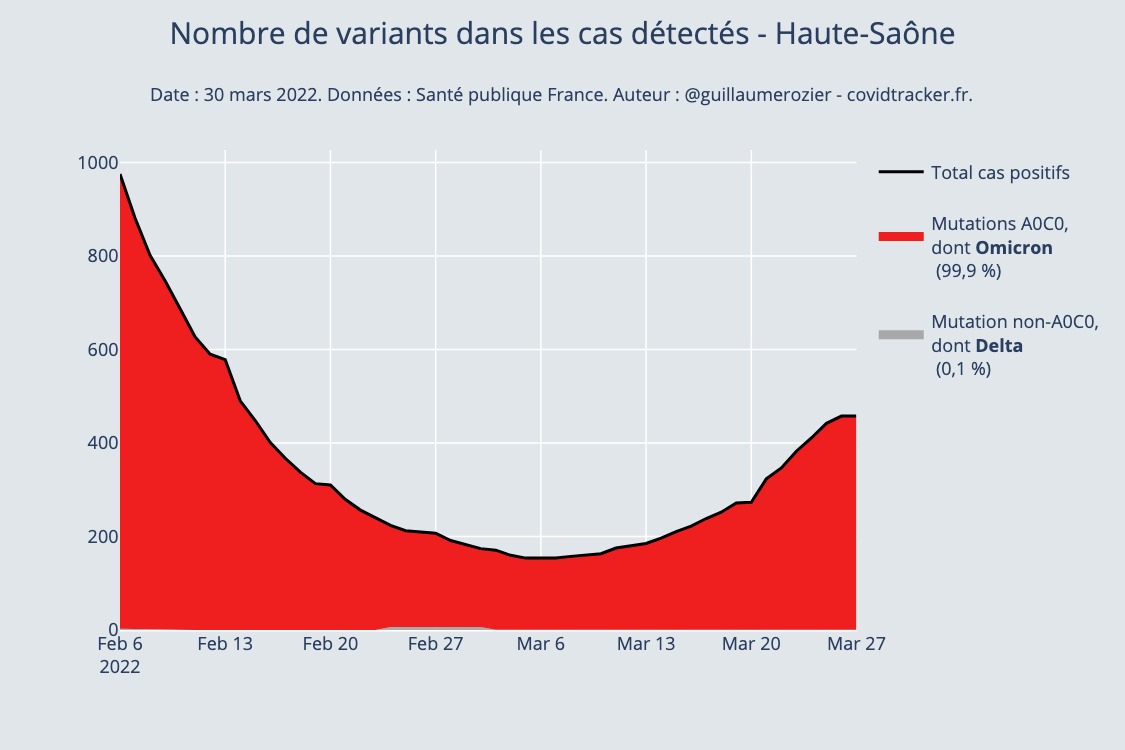 Nombre de variants dans les cas détectés - Haute-Saône
Date : 30 mars 2022. Données : Santé publique France. Auteur : @guillaumerozier - covidtracker.fr.
1000
800
600
400
200
0
Feb 6
2022
Feb 13
Feb 20
Feb 27
Mar 6
Mar 13
Mar 20
Mar 27
Total cas positifs
Mutations A0C0,
dont Omicron
(99,9 %)
Mutation non-A0C0,
dont Delta
(0,1 %)